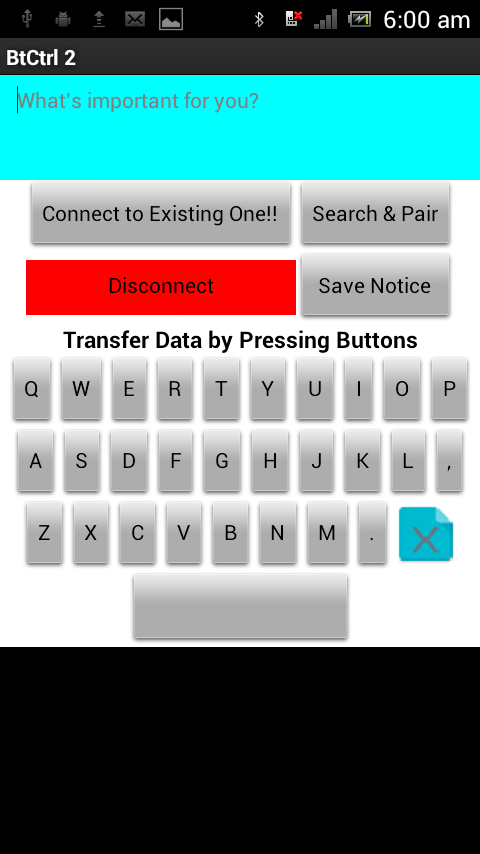 6:00 am
BtCtrl 2
What's important for you?
Connect to Existing One!! Search & Pair
Disconnect Save Notice
Transfer Data by Pressing Buttons
Q W E R T Y U I O P
A S D F G H J K L ,
Z X C V B N M . X